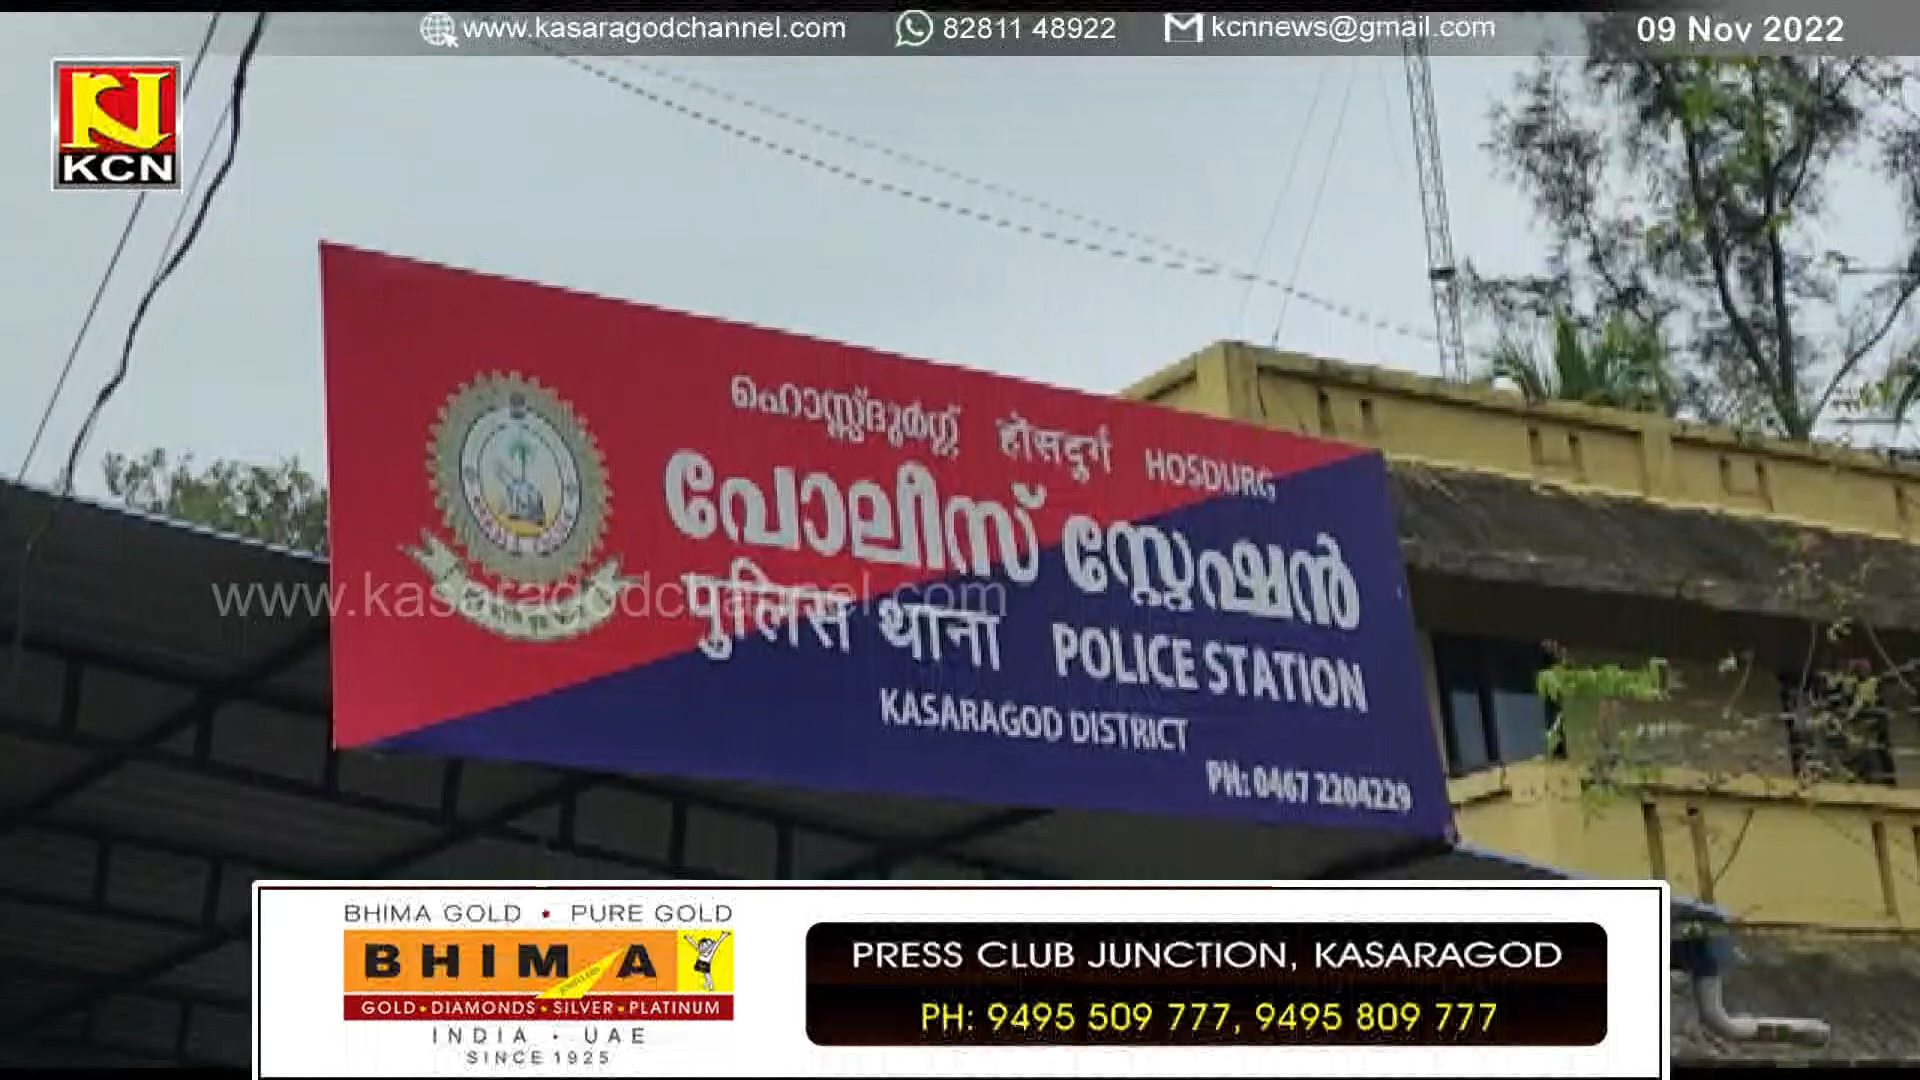 www.kasaragodchannel.com 82811 48922 kcnnews@gmail.com 09 Nov 2022
KCN
ഹൊസ്ദുർഗ്ഗ് होसदुर्ग HOSDURG
പോലീസ് സ്റ്റേഷൻ
www.kasaragodchannel.com
पुलिस थाना POLICE STATION
KASARAGOD DISTRICT
PH: 0467 2204229
BHIMA GOLD • PURE GOLD
BHIMA
GOLD • DIAMONDS • SILVER • PLATINUM
INDIA · UAE
SINCE 1925
PRESS CLUB JUNCTION, KASARAGOD
PH: 9495 509 777, 9495 809 777